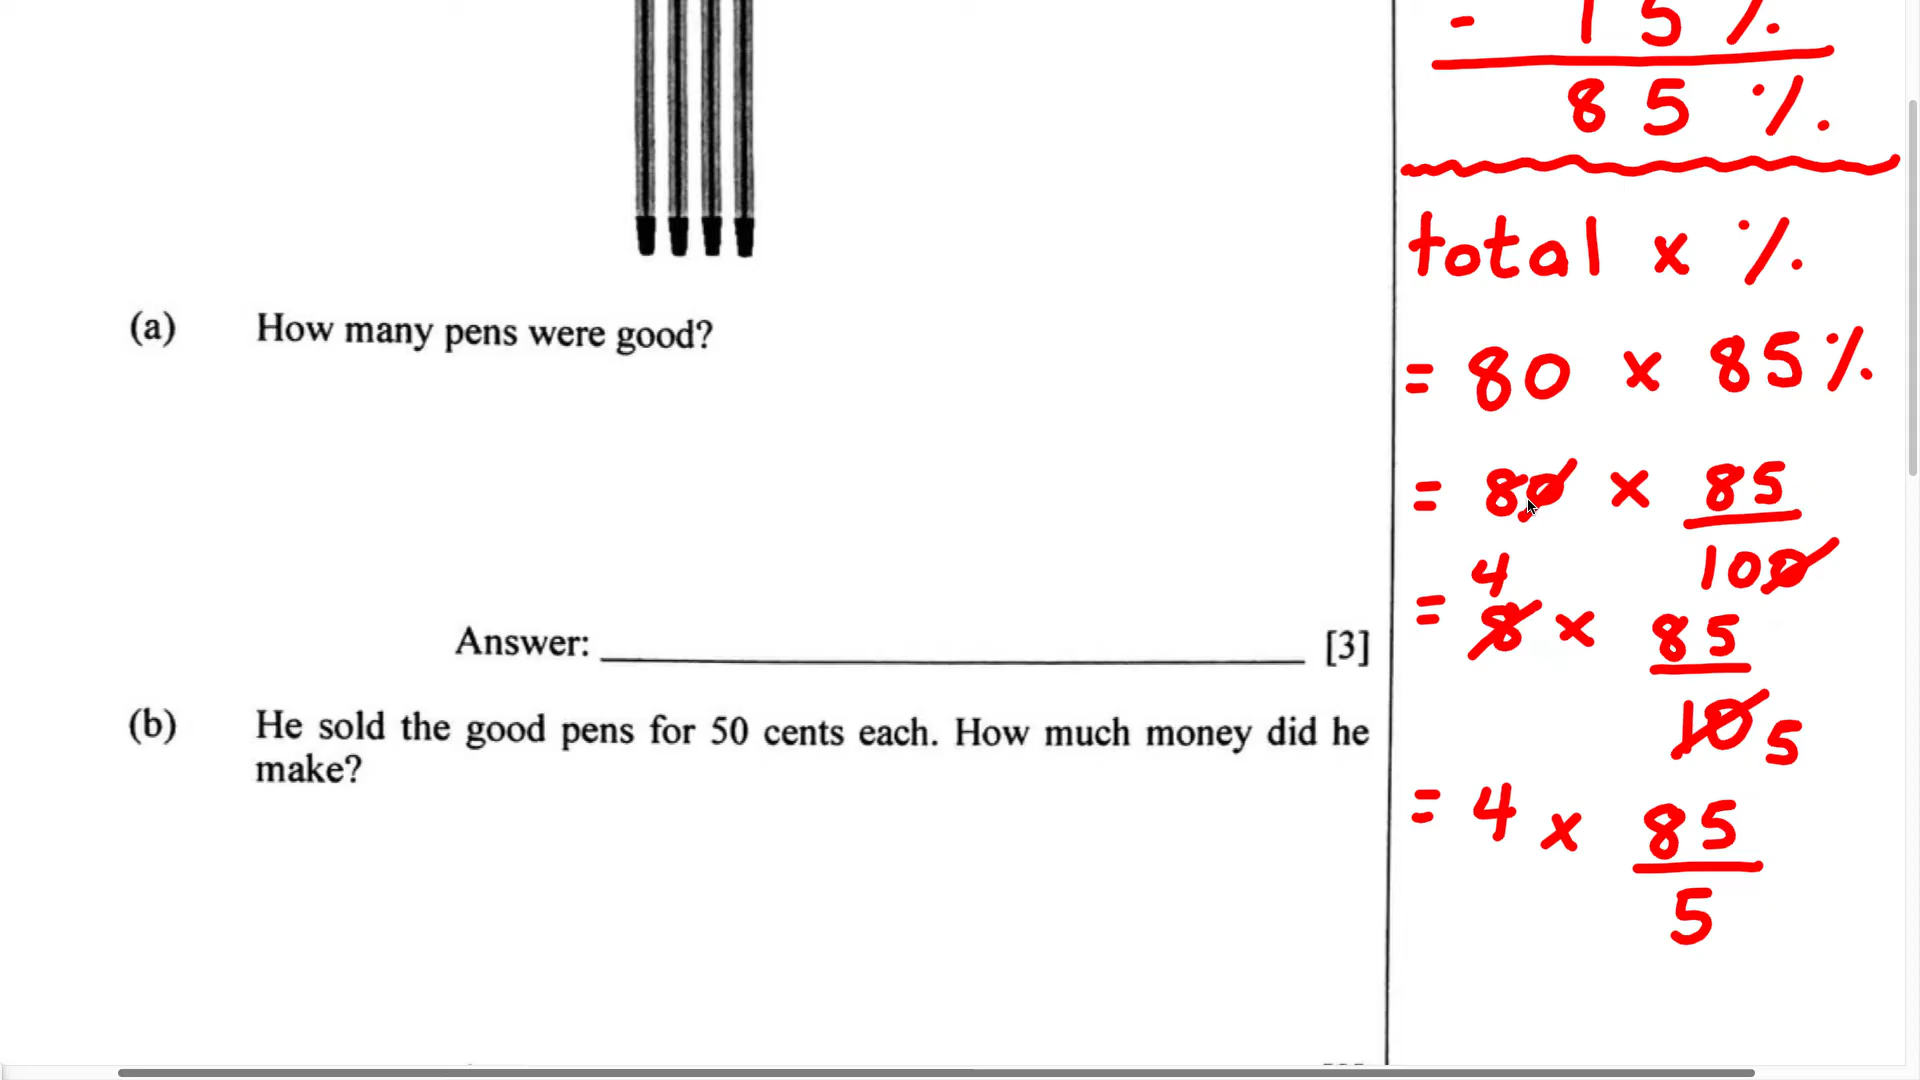 - 15%
85%
(a) How many pens were good?
Answer: ____________ [3]
(b) He sold the good pens for 50 cents each. How much money did he
make?
total x %
= 80 x 85%
= 80 x 85
100
4
= 8 x 85
10 5
= 4 x 85
5